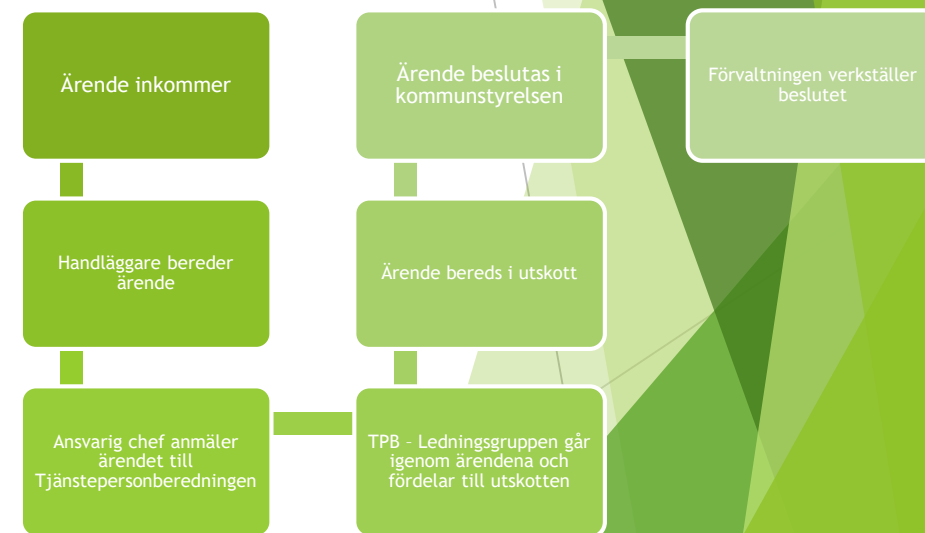 Ärende inkommer
Handläggare bereder
ärende
Ansvarig chef anmäler
ärendet till
Tjänstepersonberedningen
TPB – Ledningsgruppen går
igenom ärendena och
fördelar till utskotten
Ärende bereds i utskott
Ärende beslutas i
kommunstyrelsen
Förvaltningen verkställer
beslutet